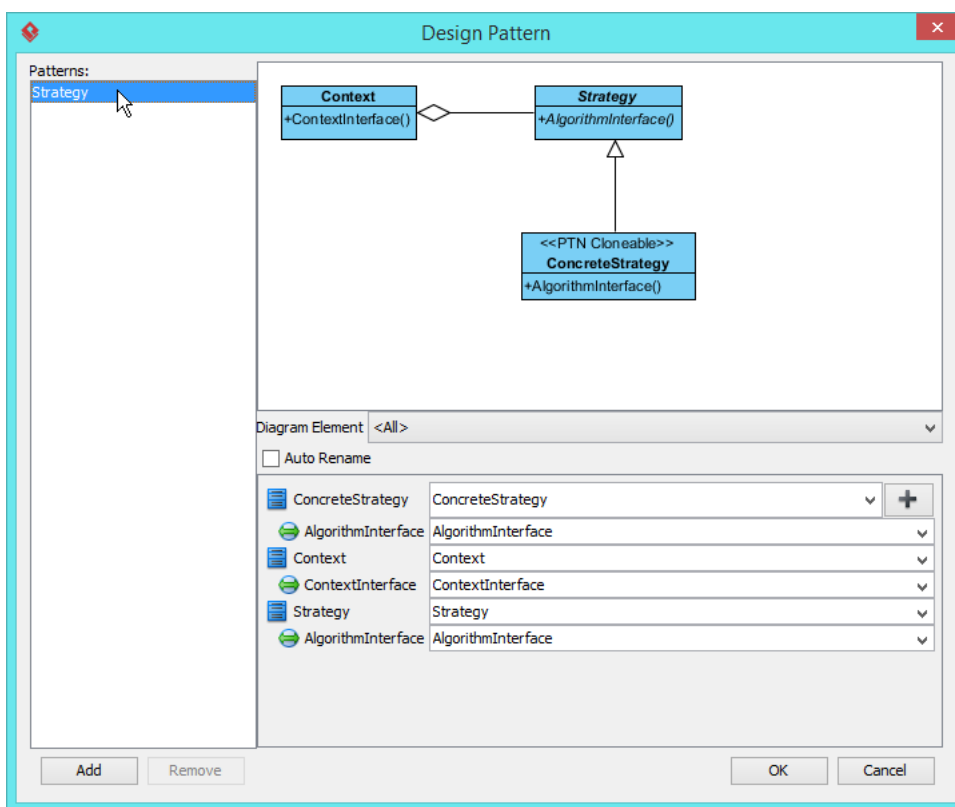 Design Pattern
Patterns:
Strategy
Context
+ContextInterface()
Strategy
+AlgorithmInterface()
<<PTN Cloneable>>
ConcreteStrategy
+AlgorithmInterface()
Diagram Element <All>
Auto Rename
ConcreteStrategy ConcreteStrategy
AlgorithmInterface AlgorithmInterface
Context Context
ContextInterface ContextInterface
Strategy Strategy
AlgorithmInterface AlgorithmInterface
Add Remove OK Cancel